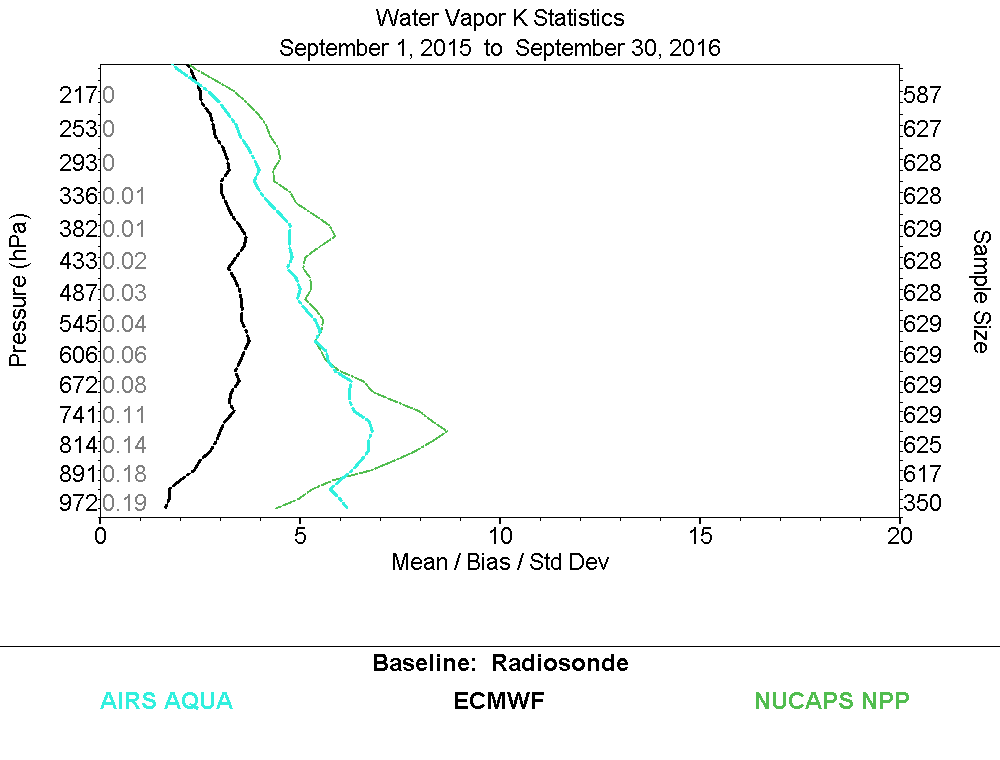 Water Vapor K Statistics
September 1, 2015 to September 30, 2016
Pressure (hPa)
217 0 587
253 0 627
293 0 628
336 0.01 628
382 0.01 629
433 0.02 628
487 0.03 628
545 0.04 629
606 0.06 629
672 0.08 629
741 0.11 629
814 0.14 625
891 0.18 617
972 0.19 350
Sample Size
0 5 10 15 20
Mean / Bias / Std Dev
Baseline: Radiosonde
AIRS AQUA ECMWF NUCAPS NPP